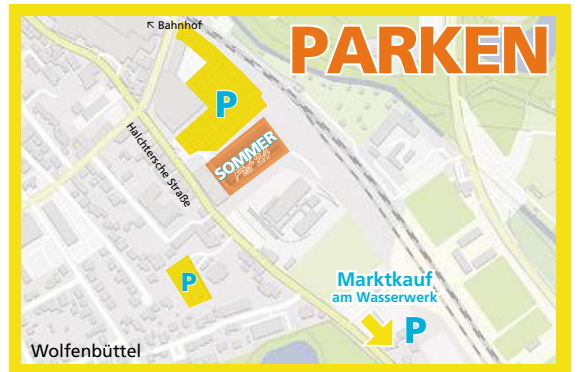 ↖ Bahnhof
PARKEN
P
Halchtersche Straße
SOMMER
P
Marktkauf
am Wasserwerk
P
Wolfenbüttel